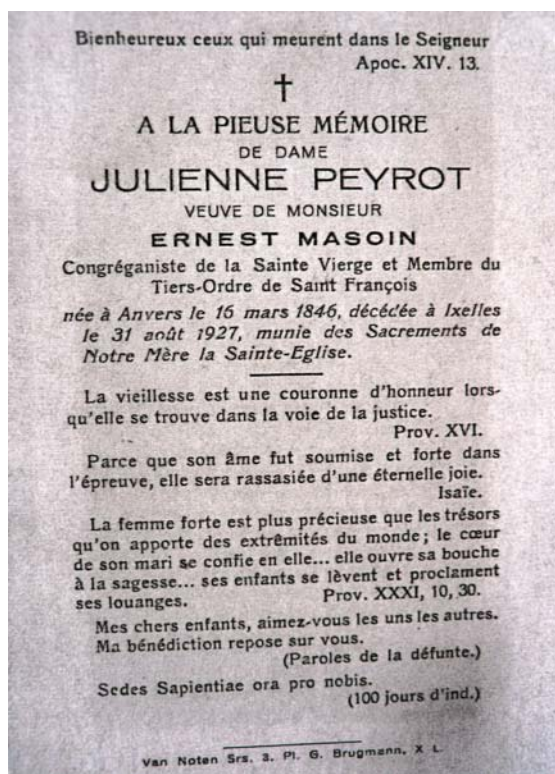 Bienheureux ceux qui meurent dans le Seigneur
Apoc. XIV. 13.
A LA PIEUSE MÉMOIRE
DE DAME
JULIENNE PEYROT
VEUVE DE MONSIEUR
ERNEST MASOIN
Congréganiste de la Sainte Vierge et Membre du
Tiers-Ordre de Saint François
née à Anvers le 16 mars 1846, décédée à Ixelles
le 31 août 1927, munie des Sacrements de
Notre Mère la Sainte-Eglise.
La vieillesse est une couronne d'honneur lors-
qu'elle se trouve dans la voie de la justice.
Prov. XVI.
Parce que son âme fut soumise et forte dans
l'épreuve, elle sera rassasiée d'une éternelle joie.
Isaïe.
La femme forte est plus précieuse que les trésors
qu'on apporte des extrêmités du monde; le cœur
de son mari se confie en elle... elle ouvre sa bouche
à la sagesse... ses enfants se lèvent et proclament
ses louanges. Prov. XXXI, 10, 30.
Mes chers enfants, aimez-vous les uns les autres.
Ma bénédiction repose sur vous.
(Paroles de la défunte.)
Sedes Sapientiae ora pro nobis.
(100 jours d'ind.)
Van Noten Srs. 3. Pl. G. Brugmann, X L.